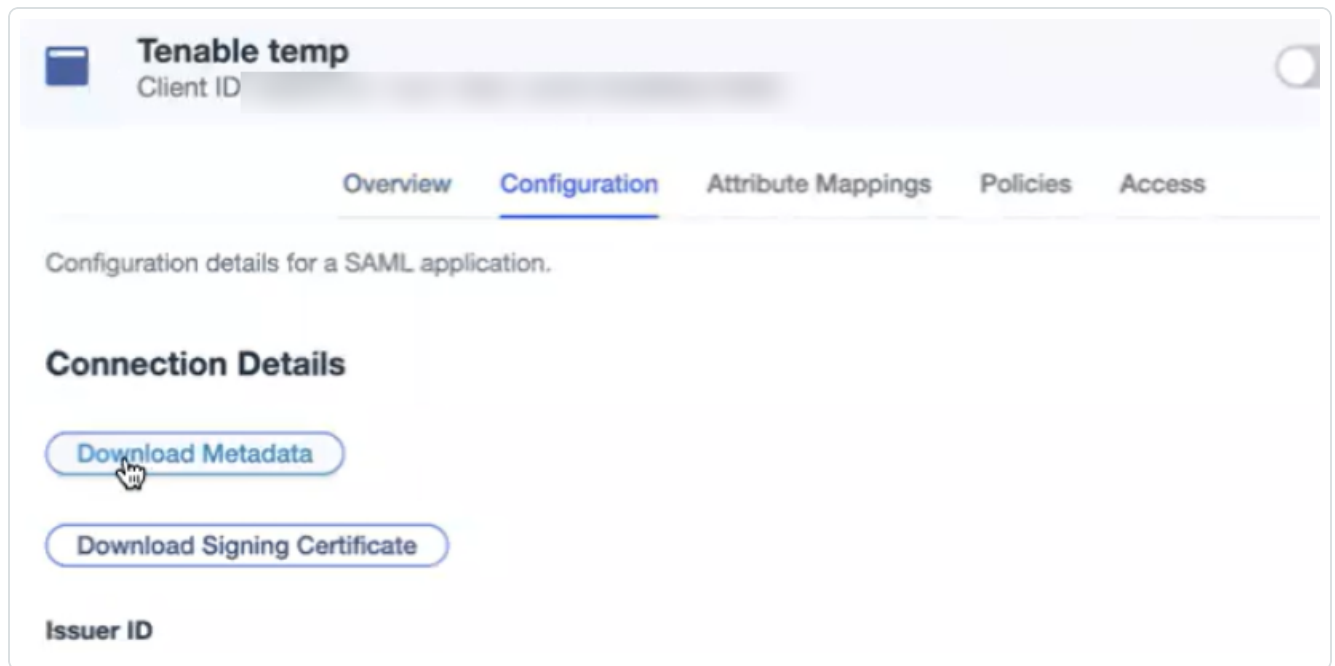 Tenable temp
Client ID
Overview Configuration Attribute Mappings Policies Access
Configuration details for a SAML application.
Connection Details
Download Metadata
Download Signing Certificate
Issuer ID